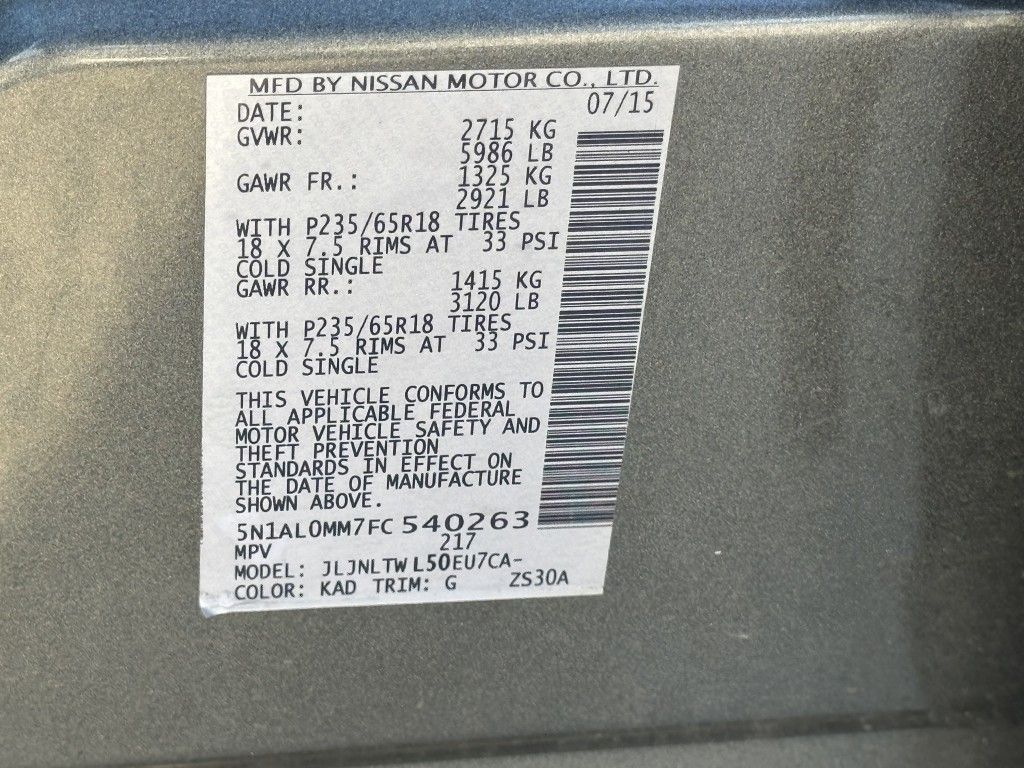 MFD BY NISSAN MOTOR CO., LTD.
DATE: 07/15
GVWR: 2715 KG
5986 LB
GAWR FR.: 1325 KG
2921 LB
WITH P235/65R18 TIRES
18 X 7.5 RIMS AT 33 PSI
COLD SINGLE
GAWR RR.: 1415 KG
3120 LB
WITH P235/65R18 TIRES
18 X 7.5 RIMS AT 33 PSI
COLD SINGLE
THIS VEHICLE CONFORMS TO
ALL APPLICABLE FEDERAL
MOTOR VEHICLE SAFETY AND
THEFT PREVENTION
STANDARDS IN EFFECT ON
THE DATE OF MANUFACTURE
SHOWN ABOVE.
5N1AL0MM7FC 540263
MPV 217
MODEL: JLJNLTW L50EU7CA-
COLOR: KAD TRIM: G ZS30A